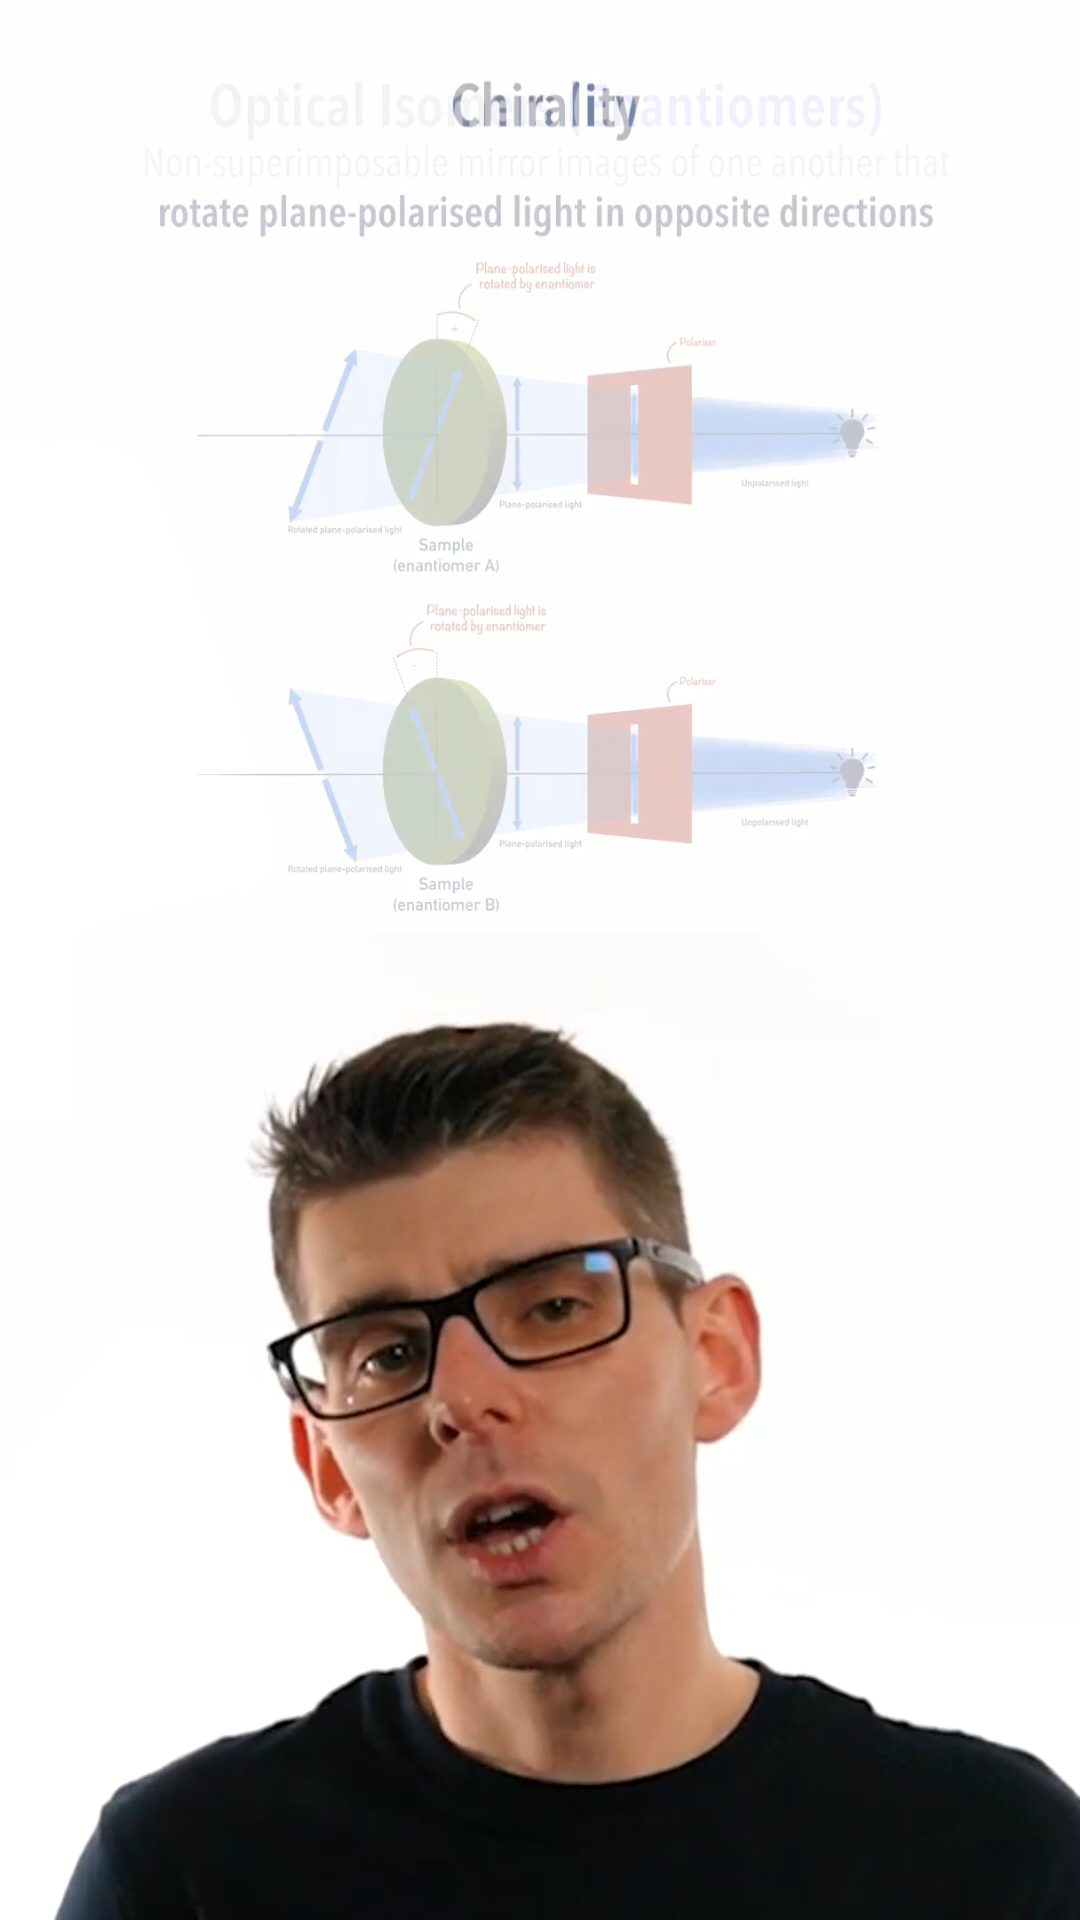 Optical Isomers (Enantiomers)
Chirality
Non-superimposable mirror images of one another that
rotate plane-polarised light in opposite directions
Plane-polarised light is
rotated by enantiomer
+
Polariser
Unpolarised light
Plane-polarised light
Rotated plane-polarised light
Sample
(enantiomer A)
Plane-polarised light is
rotated by enantiomer
-
Polariser
Unpolarised light
Plane-polarised light
Rotated plane-polarised light
Sample
(enantiomer B)